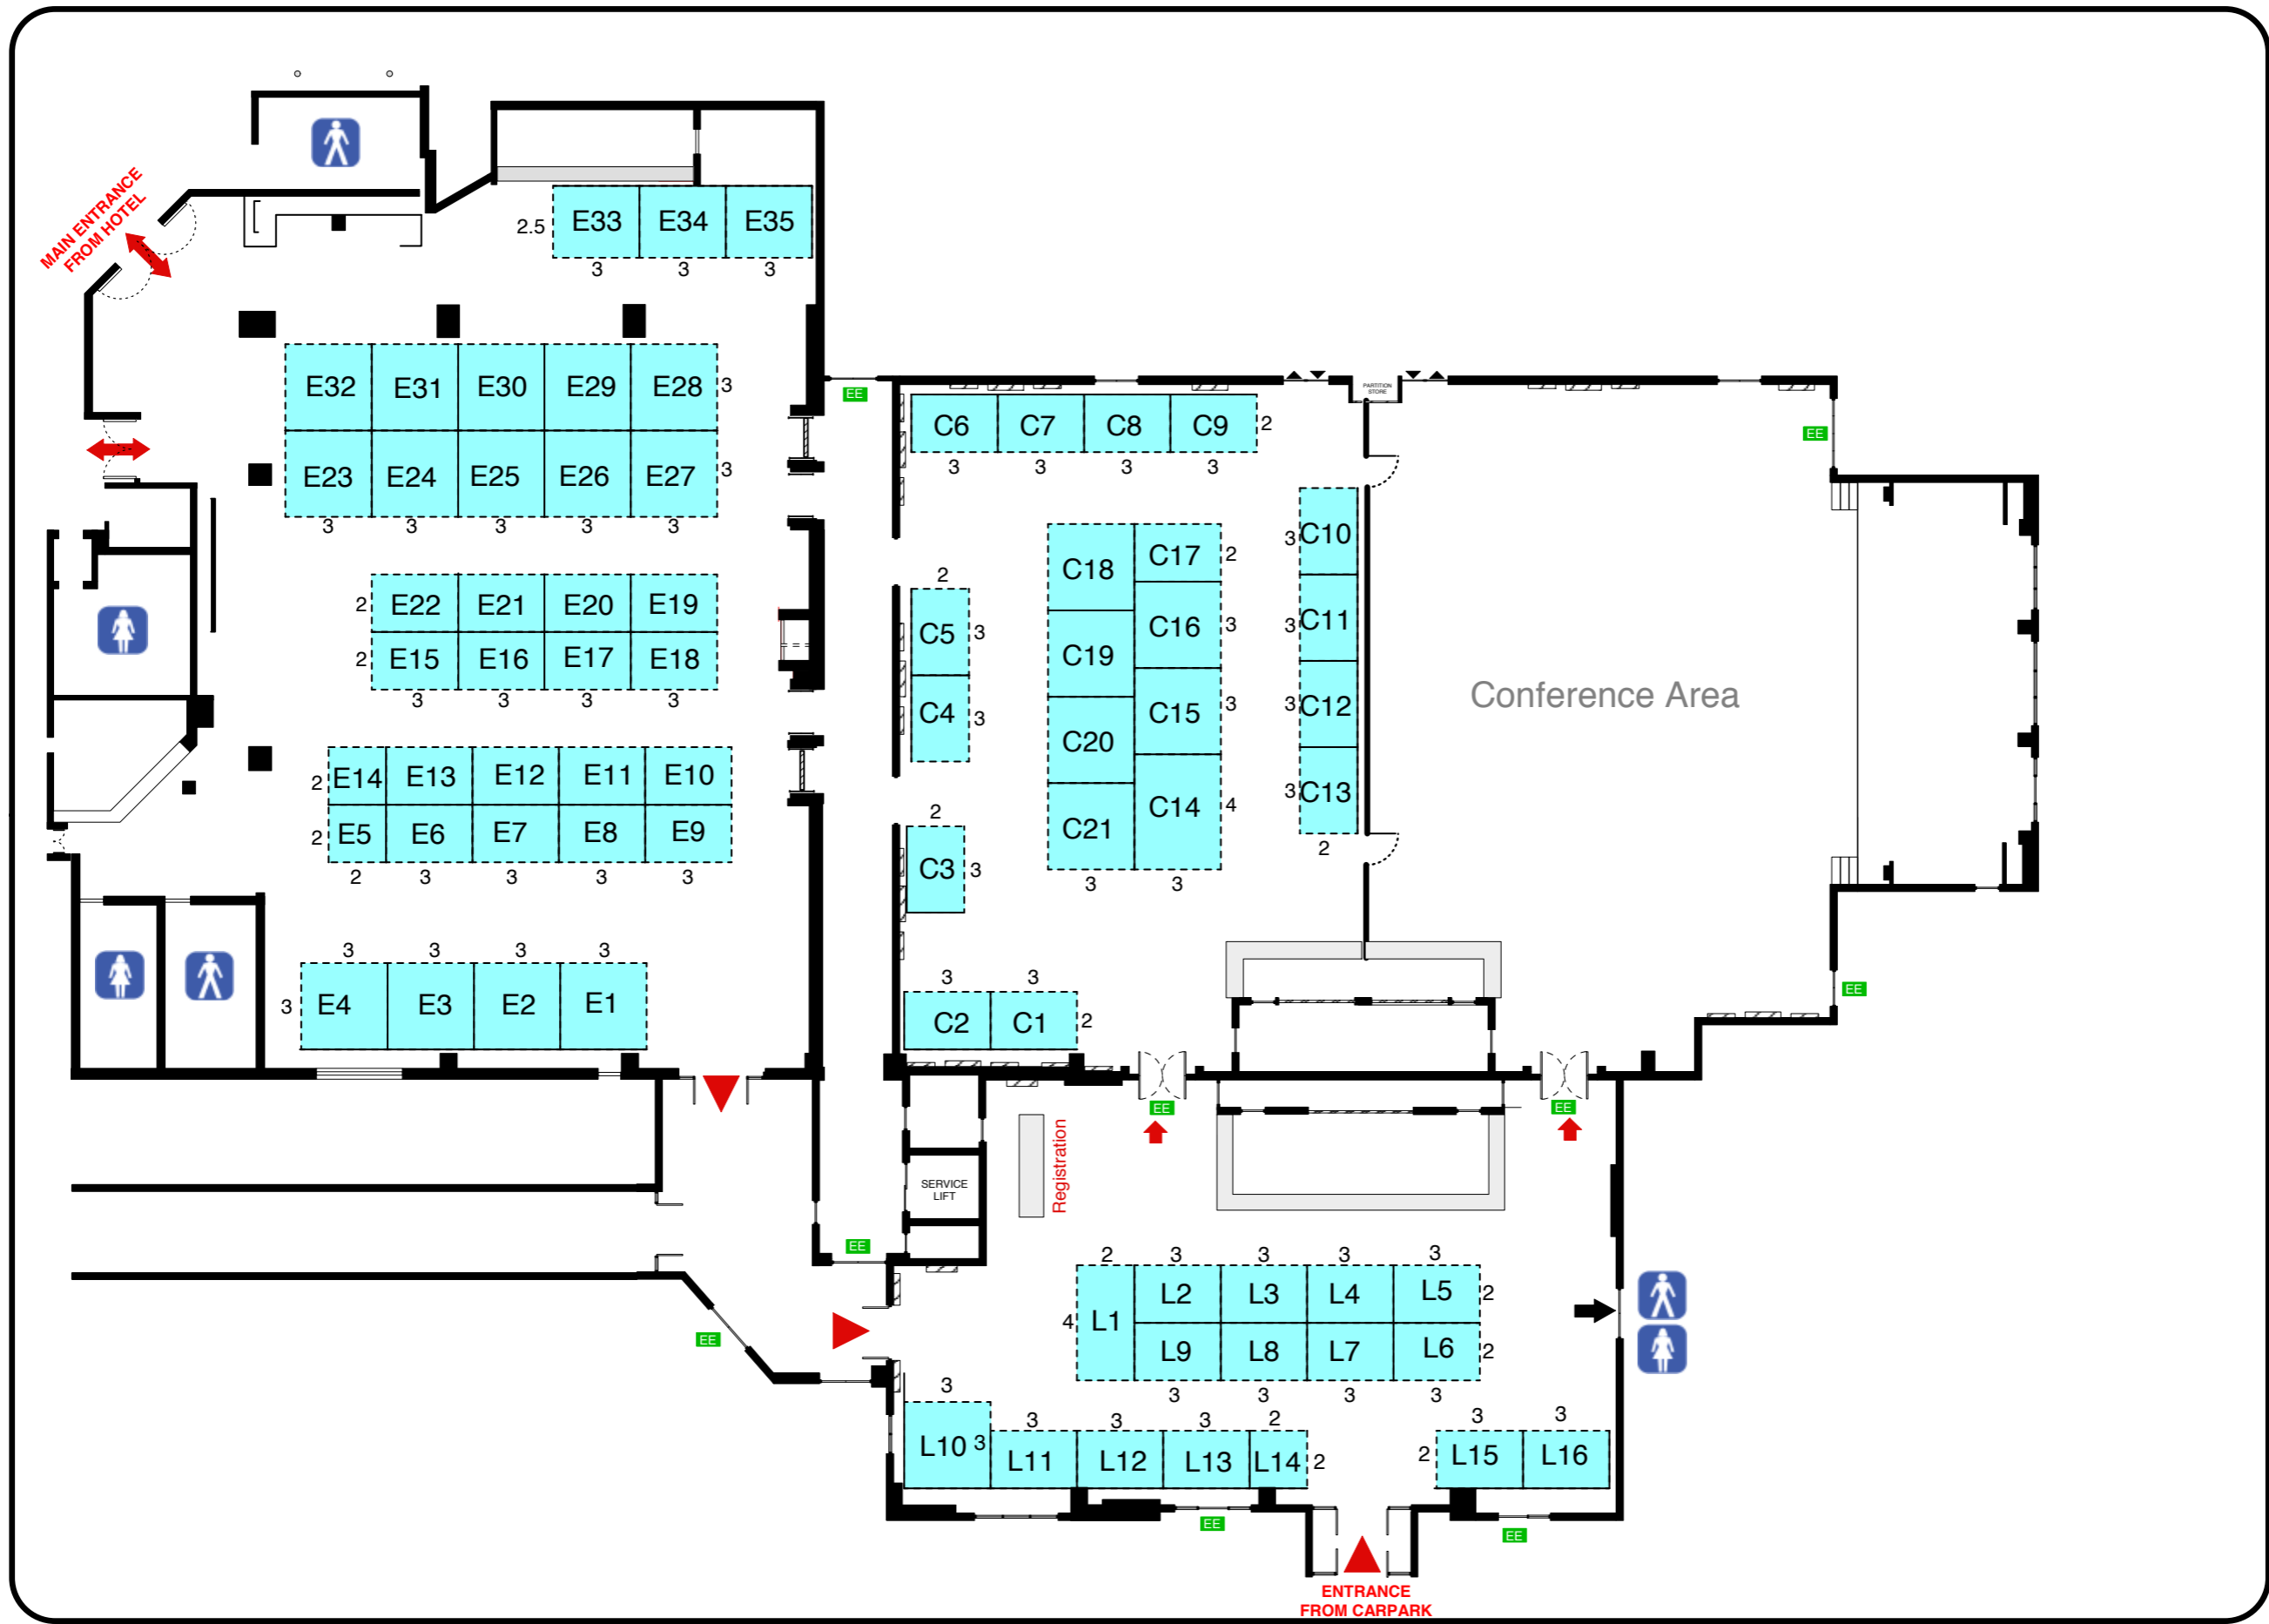 MAIN ENTRANCE
FROM HOTEL
2.5
E33
E34
E35
3
3
3
E32
E31
E30
E29
E28
3
E23
E24
E25
E26
E27
3
3
3
3
3
3
2
E22
E21
E20
E19
2
E15
E16
E17
E18
3
3
3
3
2
E14
E13
E12
E11
E10
2
E5
E6
E7
E8
E9
2
3
3
3
3
3
3
3
3
3
E4
E3
E2
E1
EE
PARTITION
STORE
C6
C7
C8
C9
2
3
3
3
3
EE
2
C5
3
C4
3
2
C3
3
C18
C17
2
C16
3
C19
C15
3
C20
C14
4
C21
3
3
3
C10
3
C11
3
C12
3
C13
2
Conference Area
3
3
C2
C1
2
EE
EE
EE
Registration
SERVICE
LIFT
EE
EE
2
3
3
3
3
4
L1
L2
L3
L4
L5
2
L9
L8
L7
L6
2
3
3
3
3
3
L10
3
3
3
3
2
L11
L12
L13
L14
2
3
3
2
L15
L16
EE
EE
ENTRANCE
FROM CARPARK